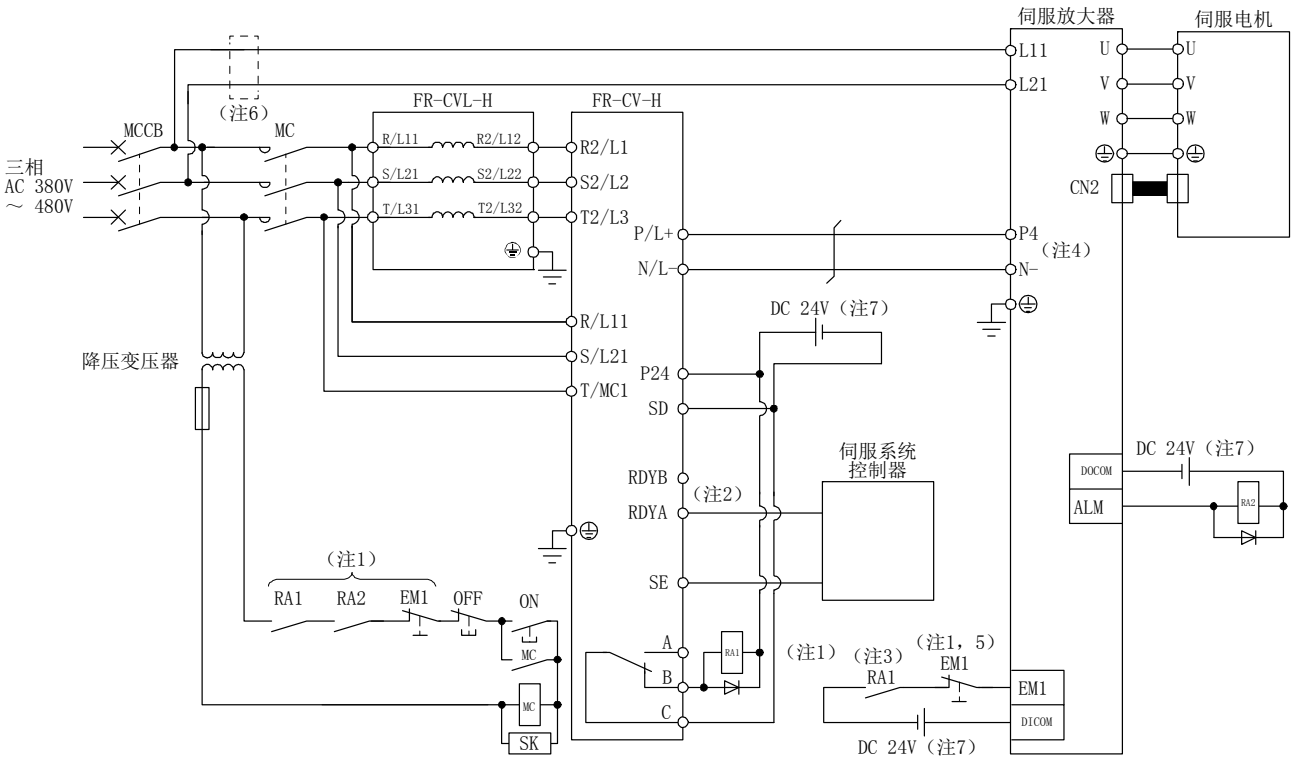 伺服放大器
伺服电机
L11
U
U
L21
V
V
(注6)
FR-CVL-H
FR-CV-H
W
W
MCCB
MC
R/L11
R2/L12
R2/L1
三相
AC 380V
～ 480V
S/L21
S2/L22
S2/L2
CN2
T/L31
T2/L32
T2/L3
P/L+
P4
(注4)
N/L-
N-
DC 24V（注7）
R/L11
降压变压器
S/L21
P24
T/MC1
SD
伺服系统
控制器
DC 24V（注7）
RDYB
(注2)
DOCOM
RDYA
ALM
RA2
(注1)
SE
RA1
RA2
EM1
OFF
ON
MC
A
RA1
(注1)
(注3)
(注1, 5)
RA1
EM1
B
EM1
MC
C
DICOM
SK
DC 24V（注7）